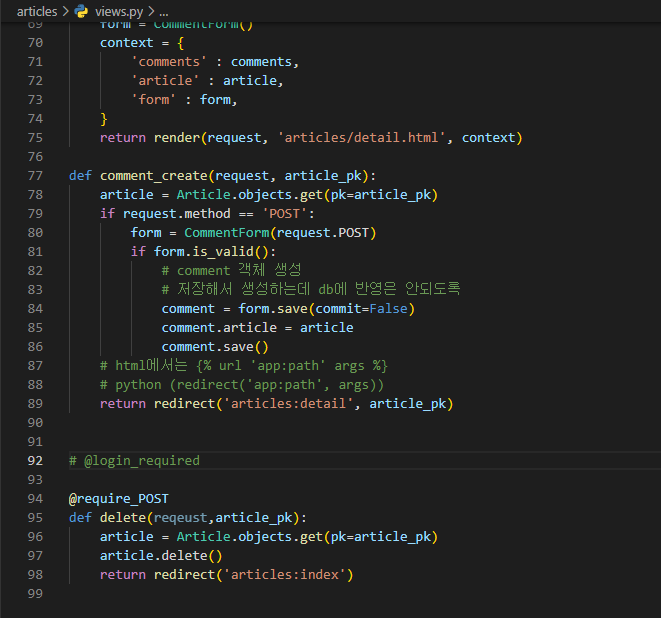 articles > views.py > ...
69 form = CommentForm()
70 context = {
71 'comments' : comments,
72 'article' : article,
73 'form' : form,
74 }
75 return render(request, 'articles/detail.html', context)
76
77 def comment_create(request, article_pk):
78 article = Article.objects.get(pk=article_pk)
79 if request.method == 'POST':
80 form = CommentForm(request.POST)
81 if form.is_valid():
82 # comment 객체 생성
83 # 저장해서 생성하는데 db에 반영은 안되도록
84 comment = form.save(commit=False)
85 comment.article = article
86 comment.save()
87 # html에서는 {% url 'app:path' args %}
88 # python (redirect('app:path', args))
89 return redirect('articles:detail', article_pk)
90
91
92 # @login_required
93
94 @require_POST
95 def delete(reqeust,article_pk):
96 article = Article.objects.get(pk=article_pk)
97 article.delete()
98 return redirect('articles:index')
99